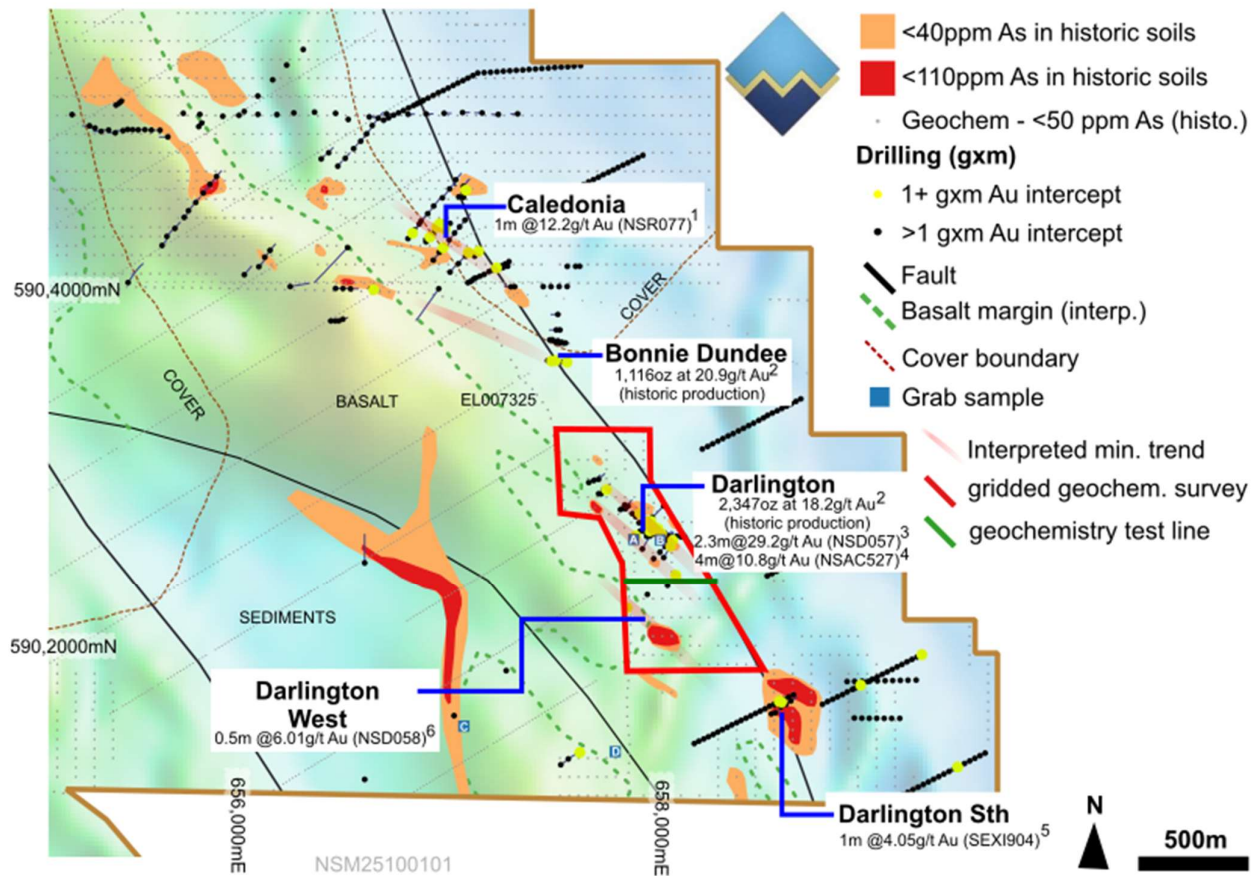 <40ppm As in historic soils
<110ppm As in historic soils
Geochem - <50 ppm As (histo.)
Drilling (gxm)
1+ gxm Au intercept
>1 gxm Au intercept
Fault
Basalt margin (interp.)
Cover boundary
Grab sample
Interpreted min. trend
gridded geochem. survey
geochemistry test line
Caledonia
1m @12.2g/t Au (NSR077)1
590,4000mN
COVER
Bonnie Dundee
1,116oz at 20.9g/t Au2
(historic production)
COVER
BASALT
EL007325
Darlington
2,347oz at 18.2g/t Au2
(historic production)
2.3m@29.2g/t Au (NSD057)3
4m@10.8g/t Au (NSAC527)4
A
B
SEDIMENTS
590,2000mN
Darlington
West
0.5m @6.01g/t Au (NSD058)6
C
D
656,000mE
658,000mE
Darlington Sth
1m @4.05g/t Au (SEXI904)5
N
500m
NSM25100101